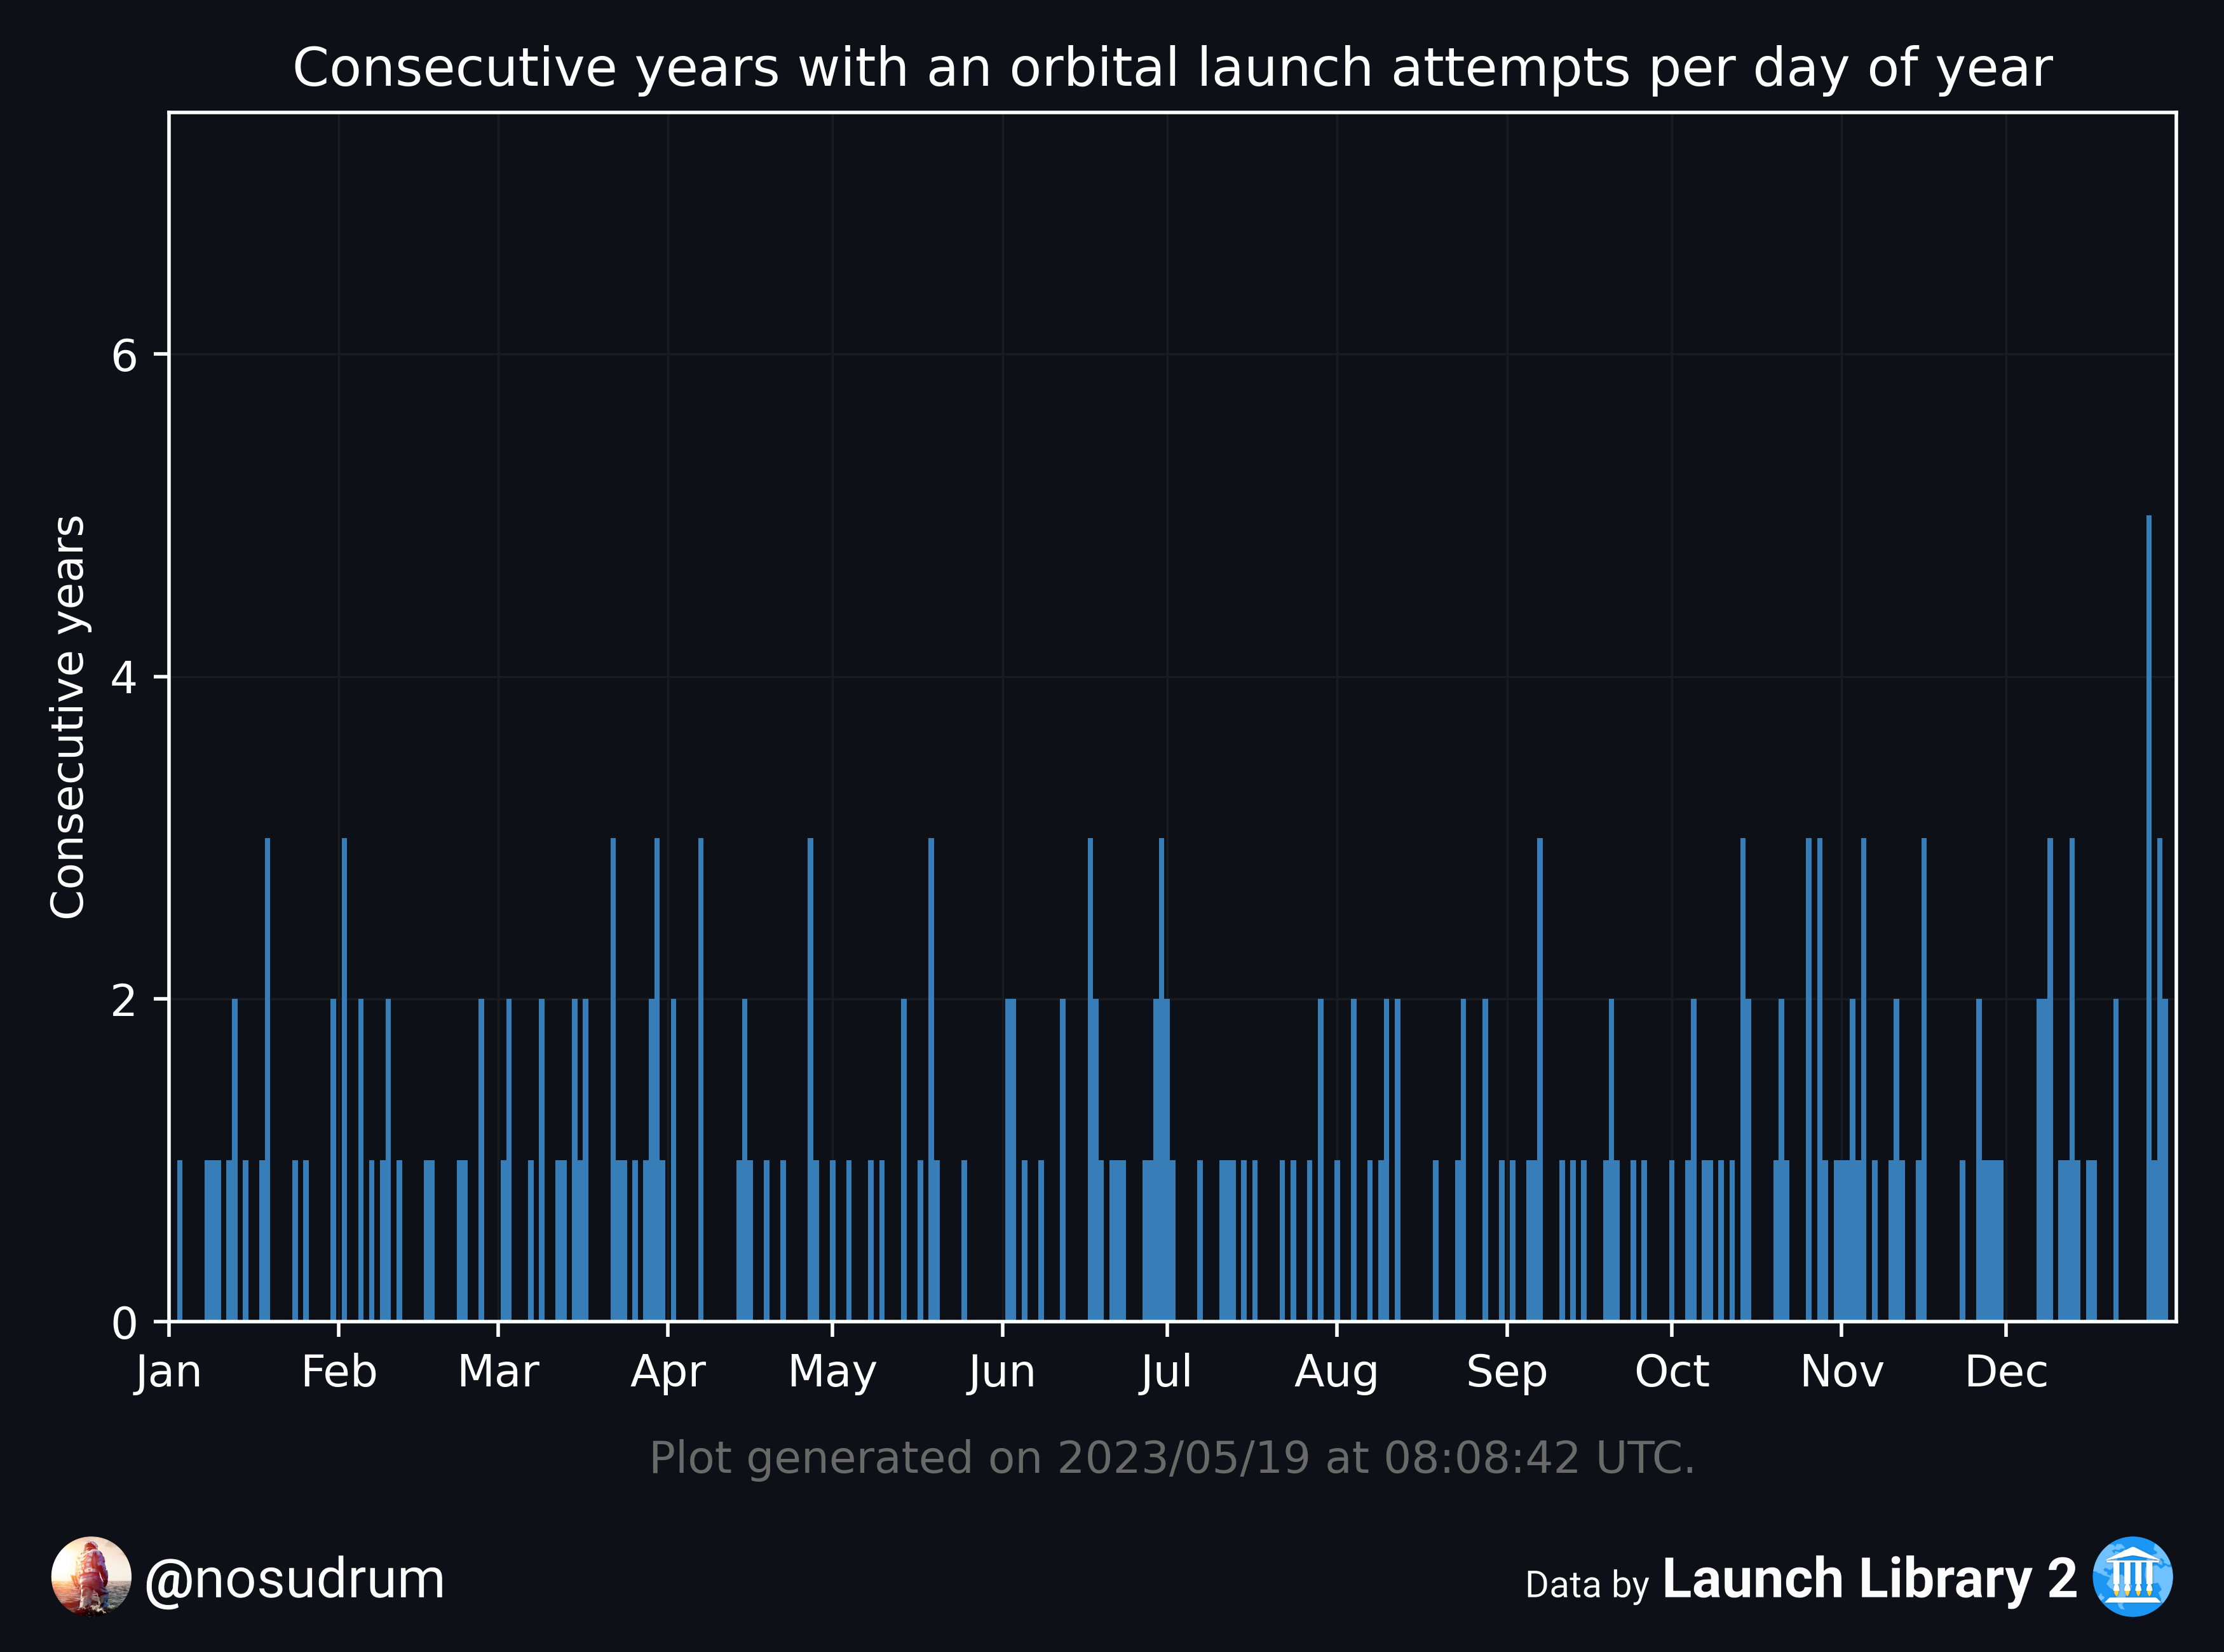 Consecutive years with an orbital launch attempts per day of year
Consecutive years
6
4
2
0
Jan Feb Mar Apr May Jun Jul Aug Sep Oct Nov Dec
Plot generated on 2023/05/19 at 08:08:42 UTC.
@nosudrum
Data by Launch Library 2